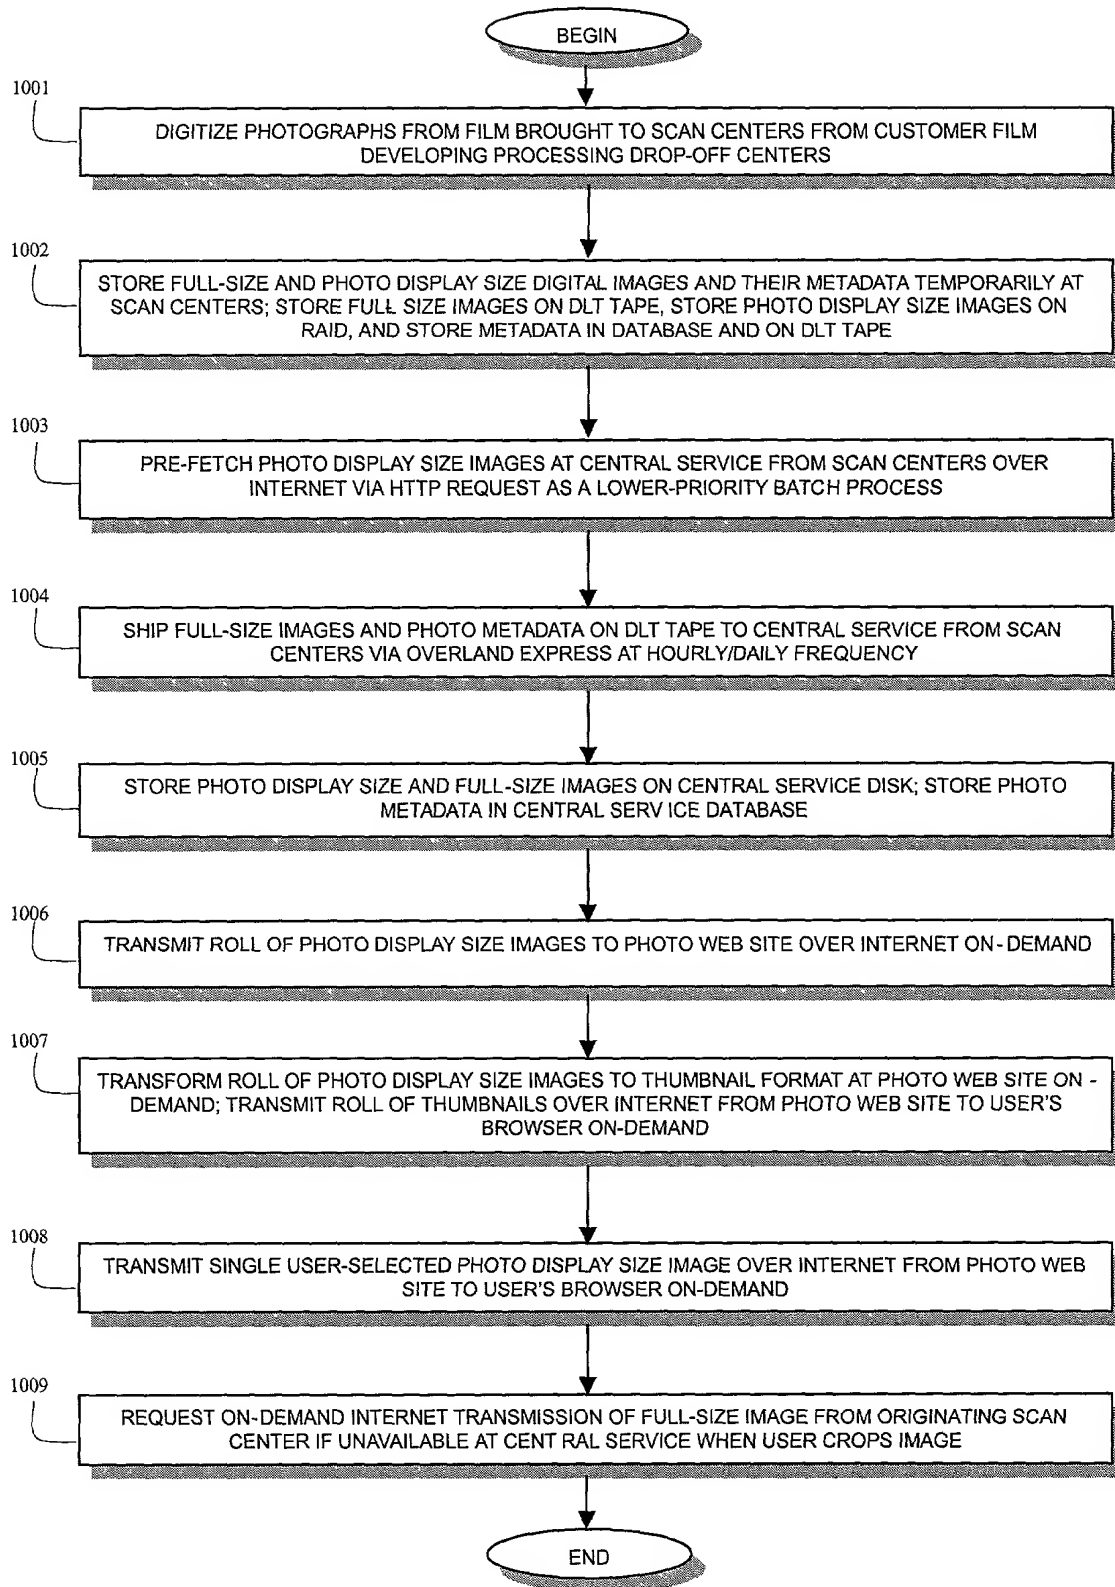 BEGIN
1001
DIGITIZE PHOTOGRAPHS FROM FILM BROUGHT TO SCAN CENTERS FROM CUSTOMER FILM
DEVELOPING PROCESSING DROP-OFF CENTERS
1002
STORE FULL-SIZE AND PHOTO DISPLAY SIZE DIGITAL IMAGES AND THEIR METADATA TEMPORARILY AT
SCAN CENTERS; STORE FULL SIZE IMAGES ON DLT TAPE, STORE PHOTO DISPLAY SIZE IMAGES ON
RAID, AND STORE METADATA IN DATABASE AND ON DLT TAPE
1003
PRE-FETCH PHOTO DISPLAY SIZE IMAGES AT CENTRAL SERVICE FROM SCAN CENTERS OVER
INTERNET VIA HTTP REQUEST AS A LOWER-PRIORITY BATCH PROCESS
1004
SHIP FULL-SIZE IMAGES AND PHOTO METADATA ON DLT TAPE TO CENTRAL SERVICE FROM SCAN
CENTERS VIA OVERLAND EXPRESS AT HOURLY/DAILY FREQUENCY
1005
STORE PHOTO DISPLAY SIZE AND FULL-SIZE IMAGES ON CENTRAL SERVICE DISK; STORE PHOTO
METADATA IN CENTRAL SERV ICE DATABASE
1006
TRANSMIT ROLL OF PHOTO DISPLAY SIZE IMAGES TO PHOTO WEB SITE OVER INTERNET ON-DEMAND
1007
TRANSFORM ROLL OF PHOTO DISPLAY SIZE IMAGES TO THUMBNAIL FORMAT AT PHOTO WEB SITE ON -
DEMAND; TRANSMIT ROLL OF THUMBNAILS OVER INTERNET FROM PHOTO WEB SITE TO USER'S
BROWSER ON-DEMAND
1008
TRANSMIT SINGLE USER-SELECTED PHOTO DISPLAY SIZE IMAGE OVER INTERNET FROM PHOTO WEB
SITE TO USER'S BROWSER ON-DEMAND
1009
REQUEST ON-DEMAND INTERNET TRANSMISSION OF FULL-SIZE IMAGE FROM ORIGINATING SCAN
CENTER IF UNAVAILABLE AT CENT RAL SERVICE WHEN USER CROPS IMAGE
END